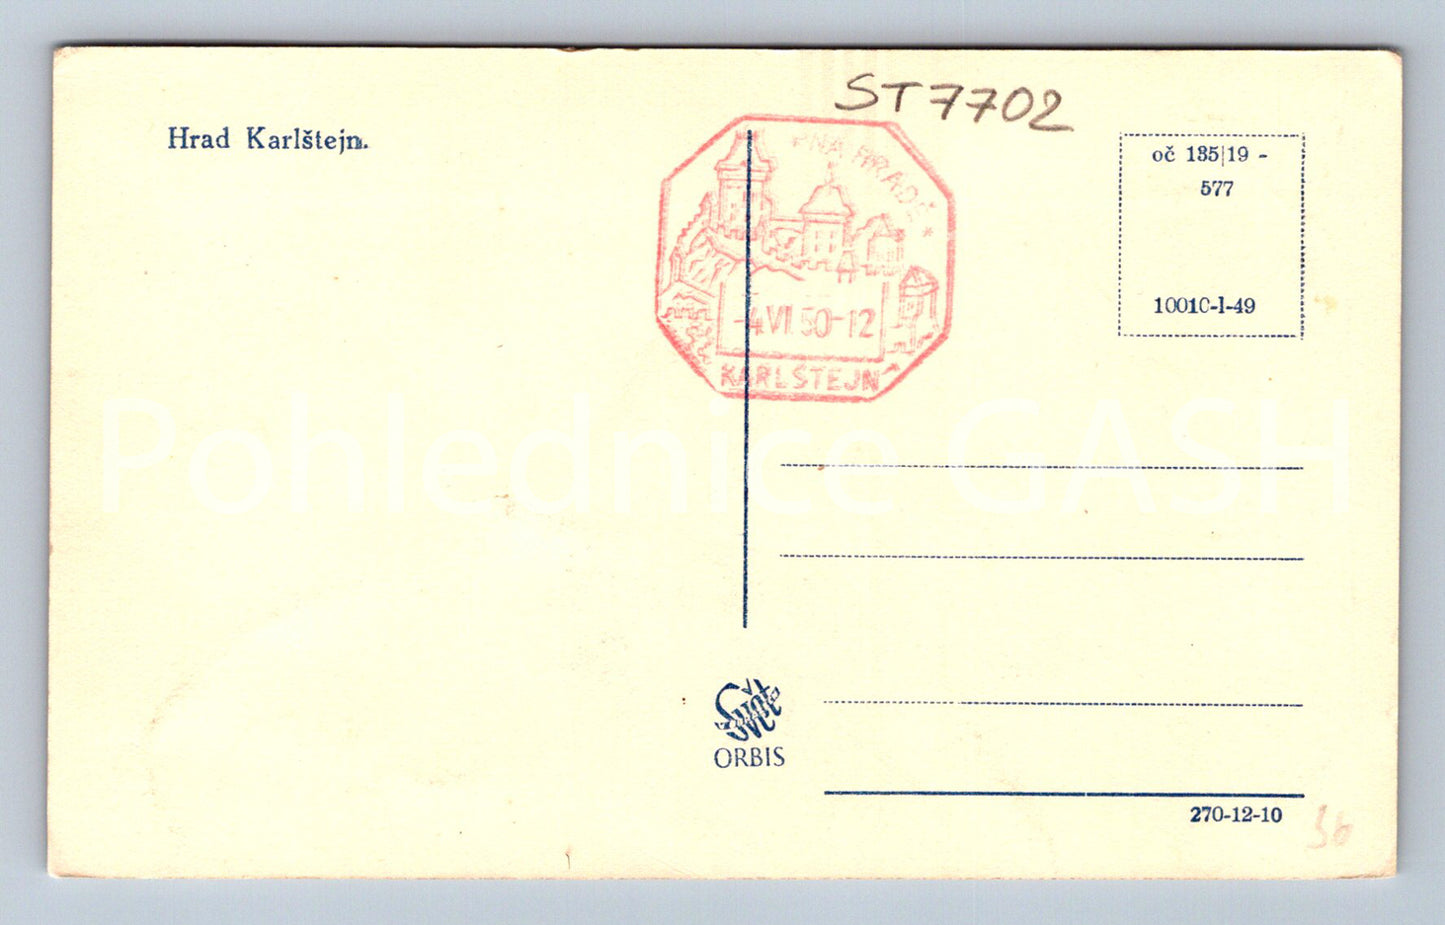 ST7702
Hrad Karlštejn.
NA HRADĚ *
-4 VI 50-12
KARLŠTEJN
oč 135|19 -
577
10010-I-49
Pohlednice GASH
Svět
ORBIS
270-12-10